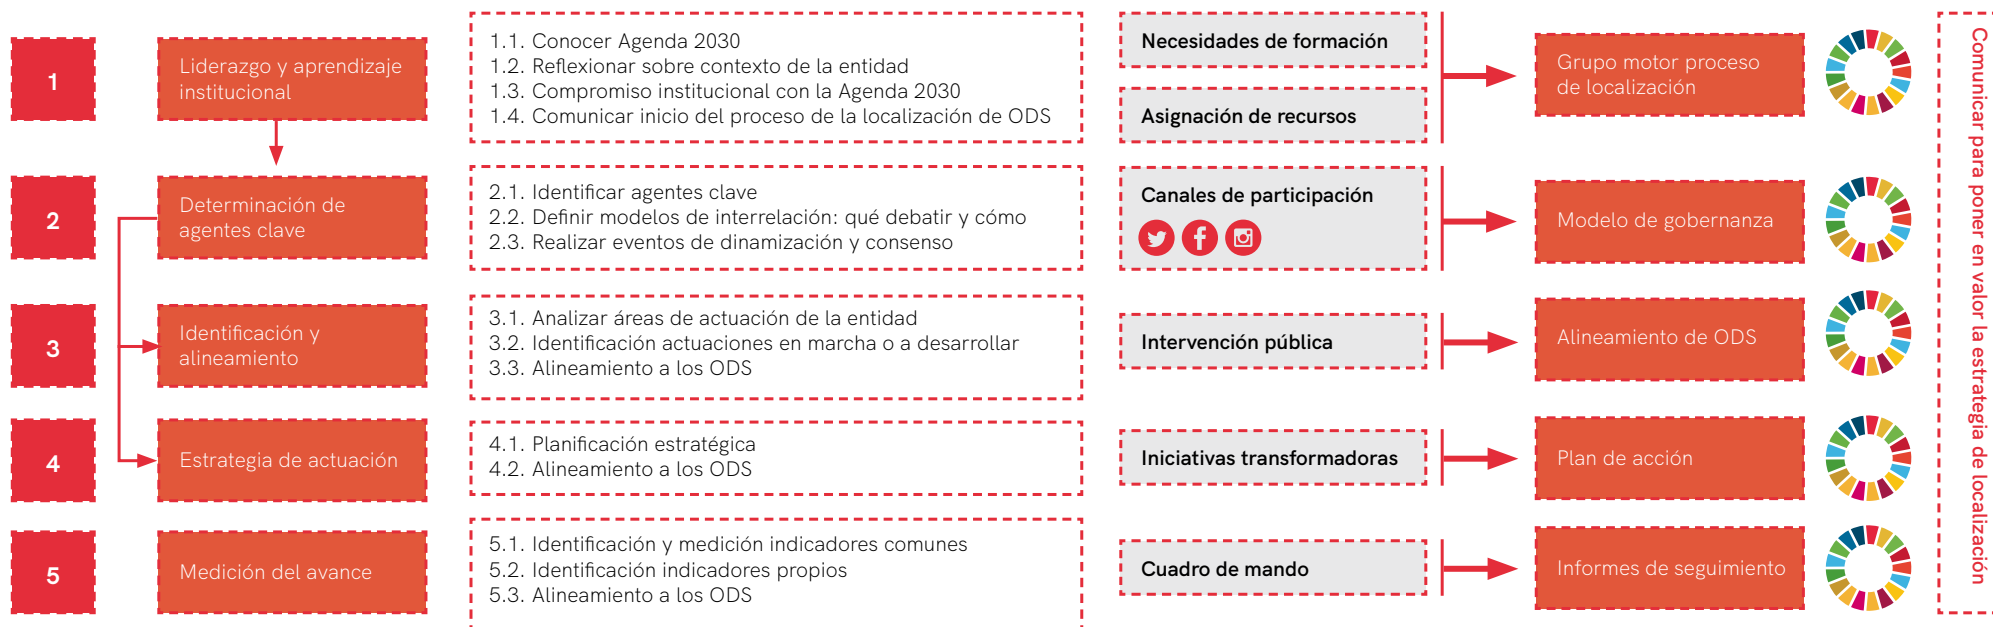 1
Liderazgo y aprendizaje
institucional
1.1. Conocer Agenda 2030
1.2. Reflexionar sobre contexto de la entidad
1.3. Compromiso institucional con la Agenda 2030
1.4. Comunicar inicio del proceso de la localización de ODS
Necesidades de formación
Asignación de recursos
Grupo motor proceso
de localización
2
Determinación de
agentes clave
2.1. Identificar agentes clave
2.2. Definir modelos de interrelación: qué debatir y cómo
2.3. Realizar eventos de dinamización y consenso
Canales de participación
Modelo de gobernanza
3
Identificación y
alineamiento
3.1. Analizar áreas de actuación de la entidad
3.2. Identificación actuaciones en marcha o a desarrollar
3.3. Alineamiento a los ODS
Intervención pública
Alineamiento de ODS
4
Estrategia de actuación
4.1. Planificación estratégica
4.2. Alineamiento a los ODS
Iniciativas transformadoras
Plan de acción
5
Medición del avance
5.1. Identificación y medición indicadores comunes
5.2. Identificación indicadores propios
5.3. Alineamiento a los ODS
Cuadro de mando
Informes de seguimiento
Comunicar para poner en valor la estrategia de localización